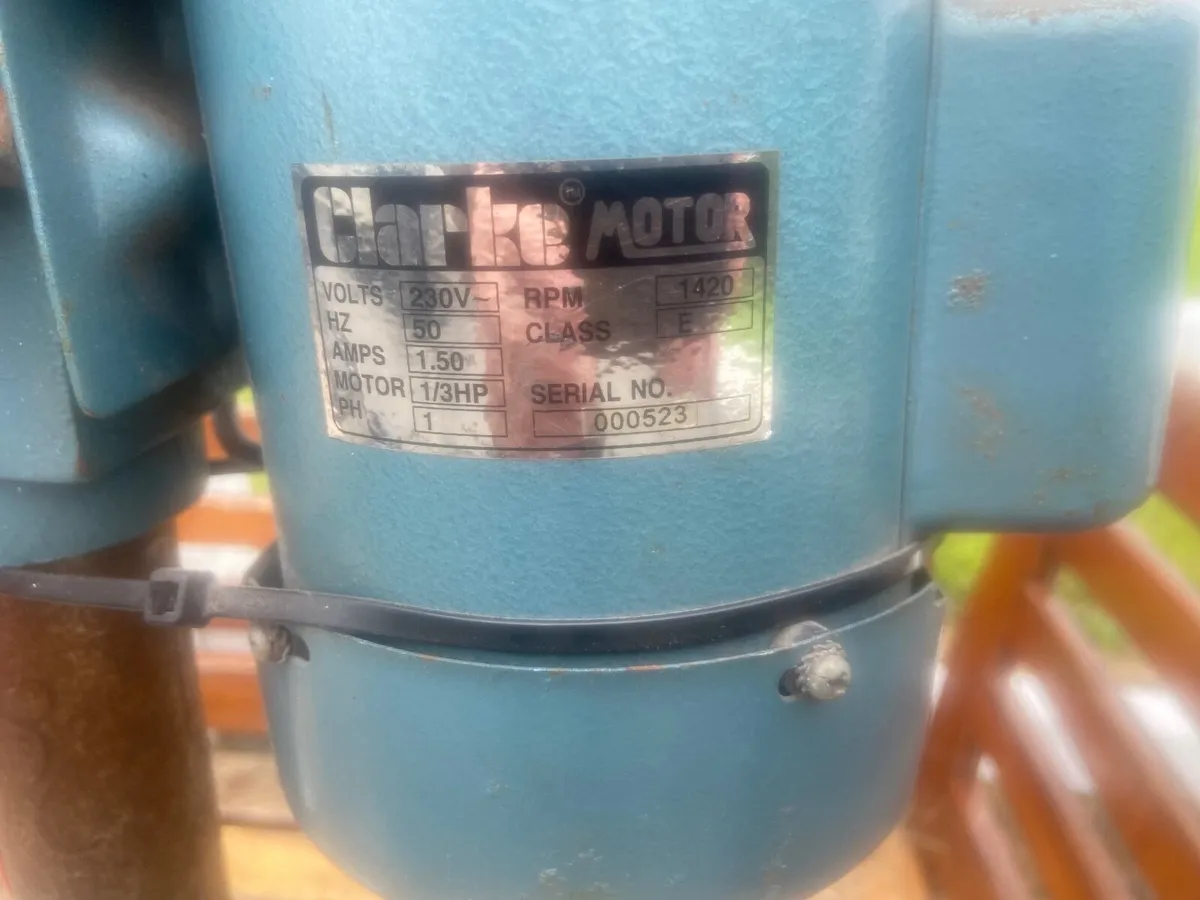 Clarke TM MOTOR
VOLTS 230V~ RPM 1420
HZ 50 CLASS E
AMPS 1.50
MOTOR 1/3HP SERIAL NO.
PH 1 000523